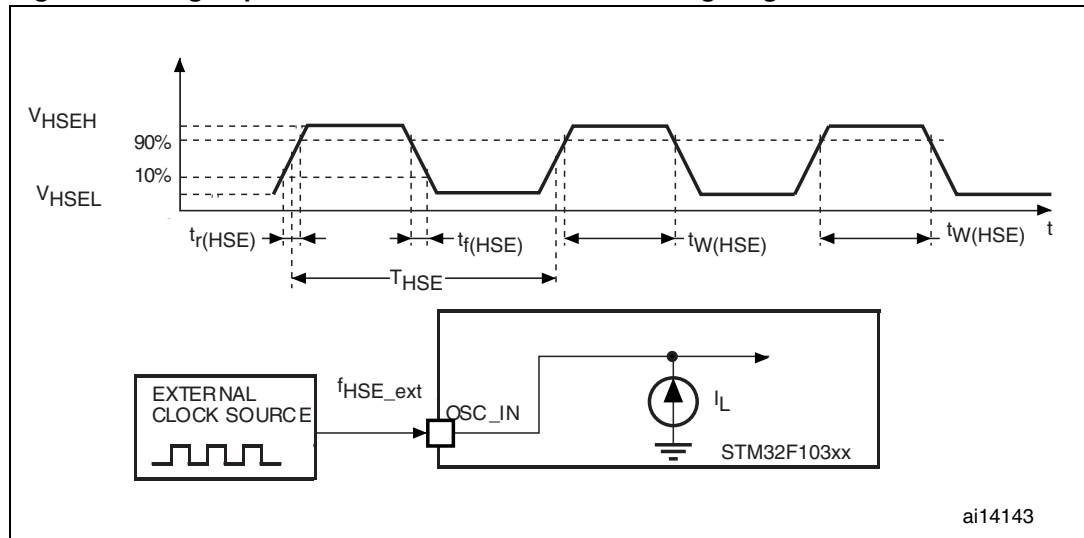 VHSEH
90%
10%
VHSEL
tr(HSE)
tf(HSE)
tW(HSE)
tW(HSE)
t
THSE
EXTERNAL
CLOCK SOURCE
fHSE_ext
OSC_IN
IL
STM32F103xx
ai14143